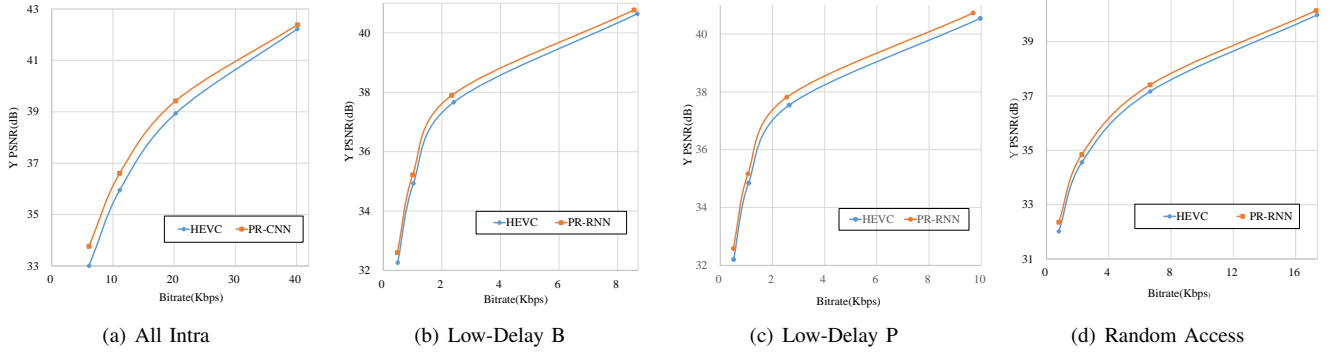 43
41
39
37
35
33
Y PSNR(dB)
0 10 20 30 40
Bitrate(Kbps)
HEVC PR-CNN
(a) All Intra
40
38
36
34
32
Y PSNR(dB)
0 2 4 6 8
Bitrate(Kbps)
HEVC PR-RNN
(b) Low-Delay B
40
38
36
34
32
Y PSNR(dB)
0 2 4 6 8 10
Bitrate(Kbps)
HEVC PR-RNN
(c) Low-Delay P
39
37
35
33
31
Y PSNR(dB)
0 4 8 12 16
Bitrate(Kbps)
HEVC PR-RNN
(d) Random Access